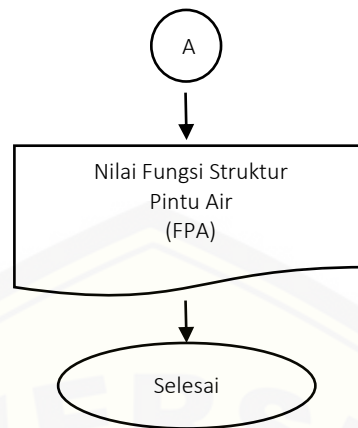 A
Nilai Fungsi Struktur
Pintu Air
(FPA)
Selesai